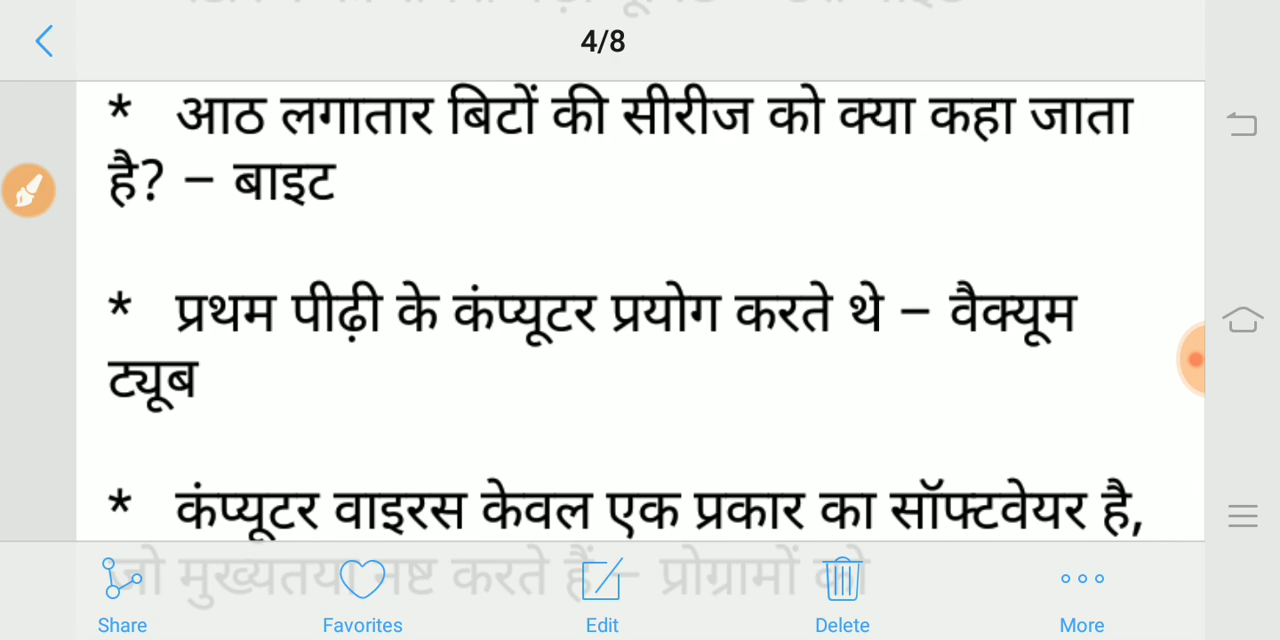 4/8
* आठ लगातार बिटों की सीरीज को क्या कहा जाता
है? – बाइट
* प्रथम पीढ़ी के कंप्यूटर प्रयोग करते थे – वैक्यूम
ट्यूब
* कंप्यूटर वाइरस केवल एक प्रकार का सॉफ्टवेयर है,
जो मुख्यतया नष्ट करते हैं – प्रोग्रामों को
Share Favorites Edit Delete More